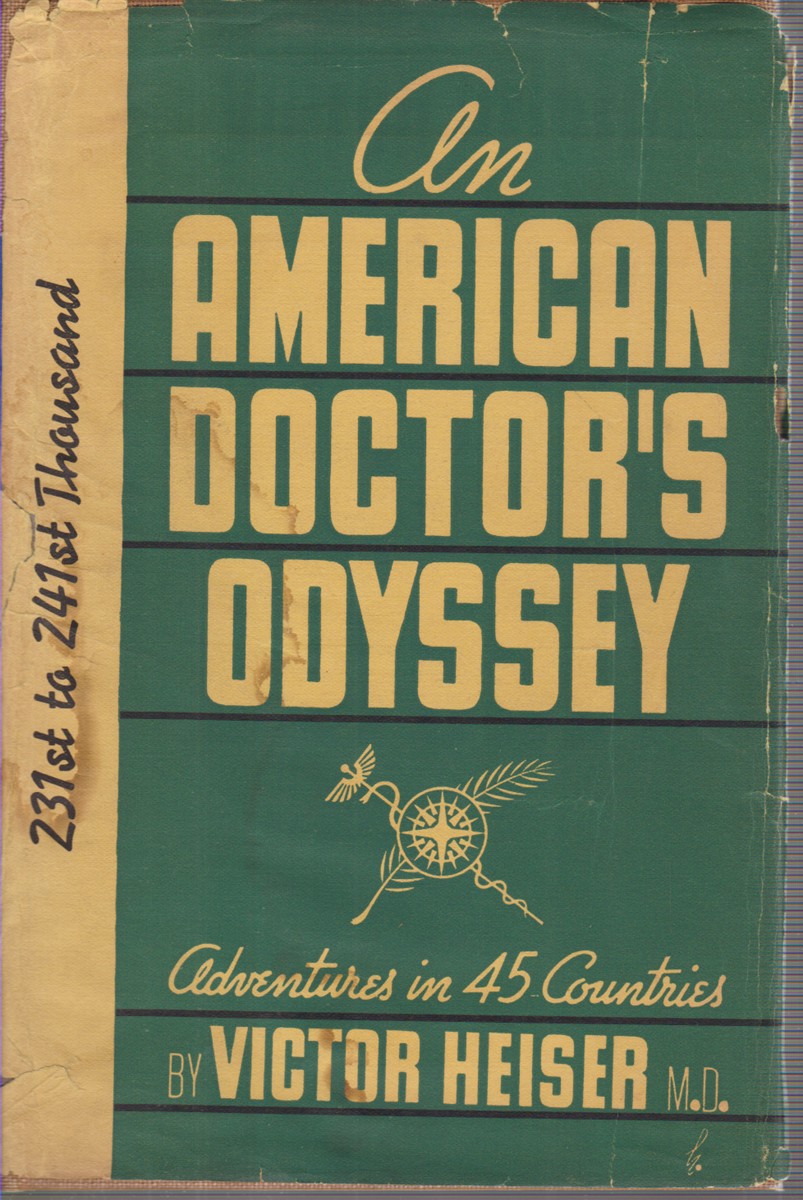 An
AMERICAN
DOCTOR'S
ODYSSEY
Adventures in 45 Countries
BY VICTOR HEISER M.D.
231st to 241st Thousand